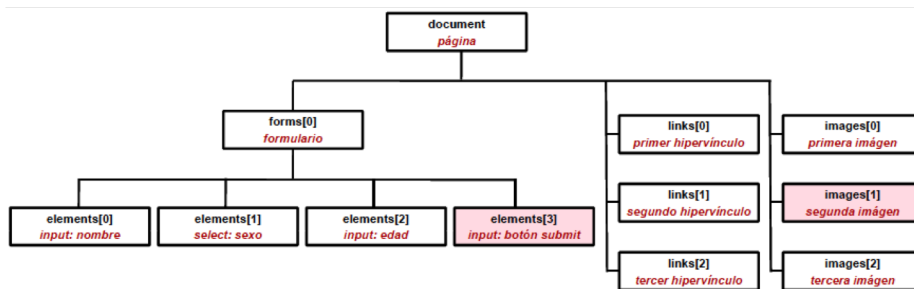 document
página
forms[0]
formulario
links[0]
primer hipervínculo
images[0]
primera imágen
elements[0]
input: nombre
elements[1]
select: sexo
elements[2]
input: edad
elements[3]
input: botón submit
links[1]
segundo hipervínculo
images[1]
segunda imágen
links[2]
tercer hipervínculo
images[2]
tercera imágen